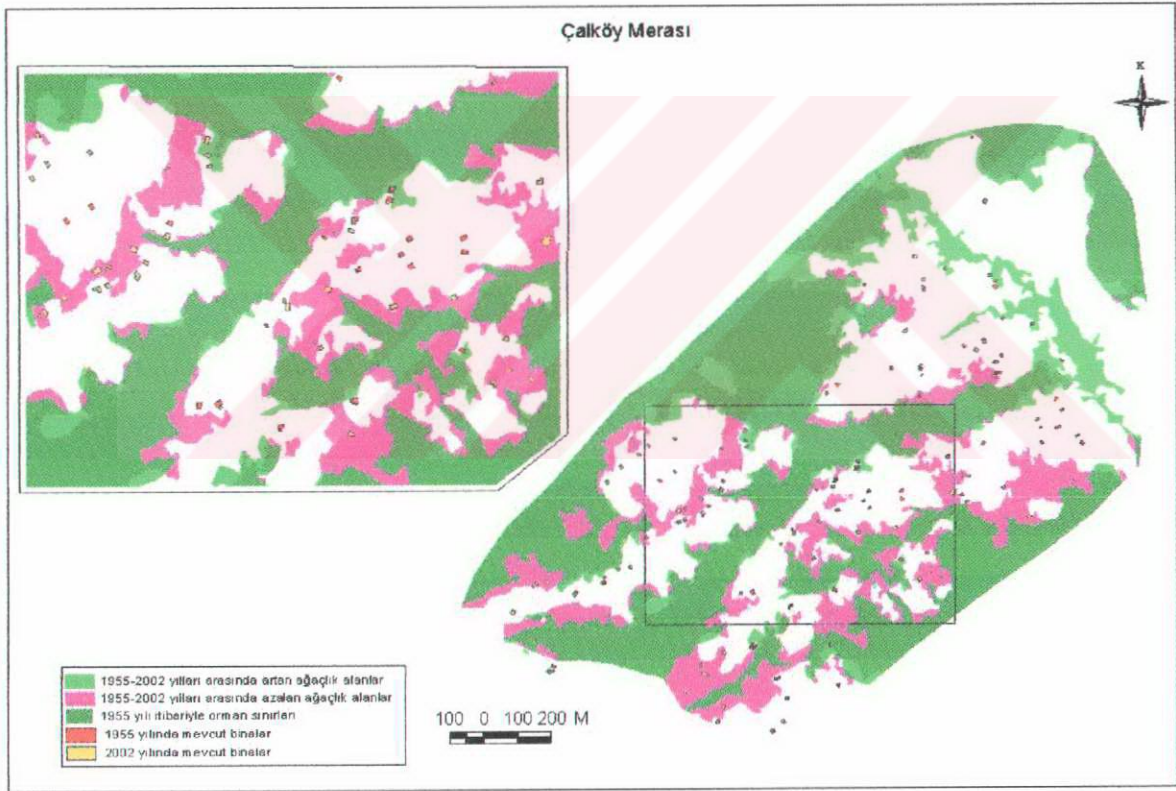 Çalköy Merası
K
1955-2002 yılları arasında artan ağaçlık alanlar
1955-2002 yılları arasında azalan ağaçlık alanlar
1955 yılı itibariyle orman sınırları
1955 yılında mevcut binalar
2002 yılında mevcut binalar
100 0 100 200 M